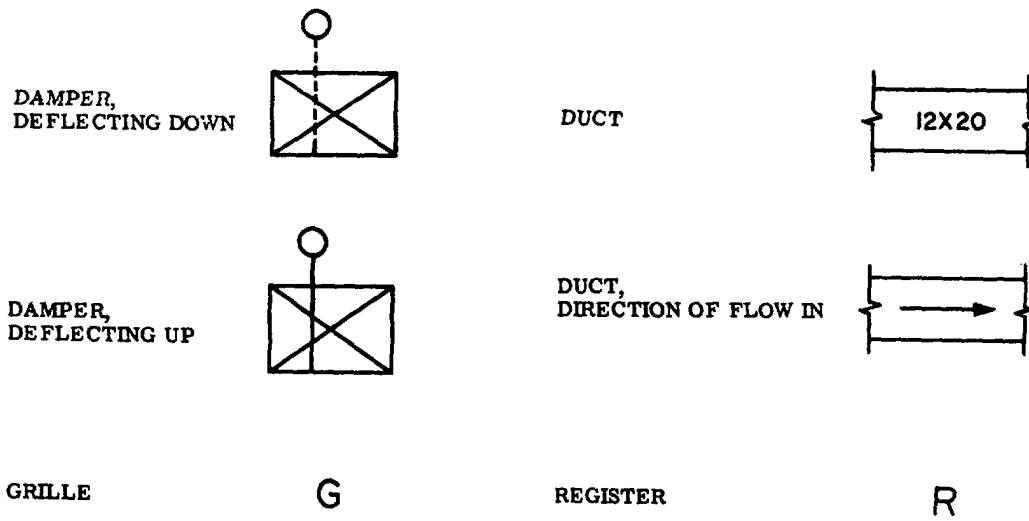 DAMPER,
DEFLECTING DOWN
DUCT
12X20
DAMPER,
DEFLECTING UP
DUCT,
DIRECTION OF FLOW IN
GRILLE
G
REGISTER
R